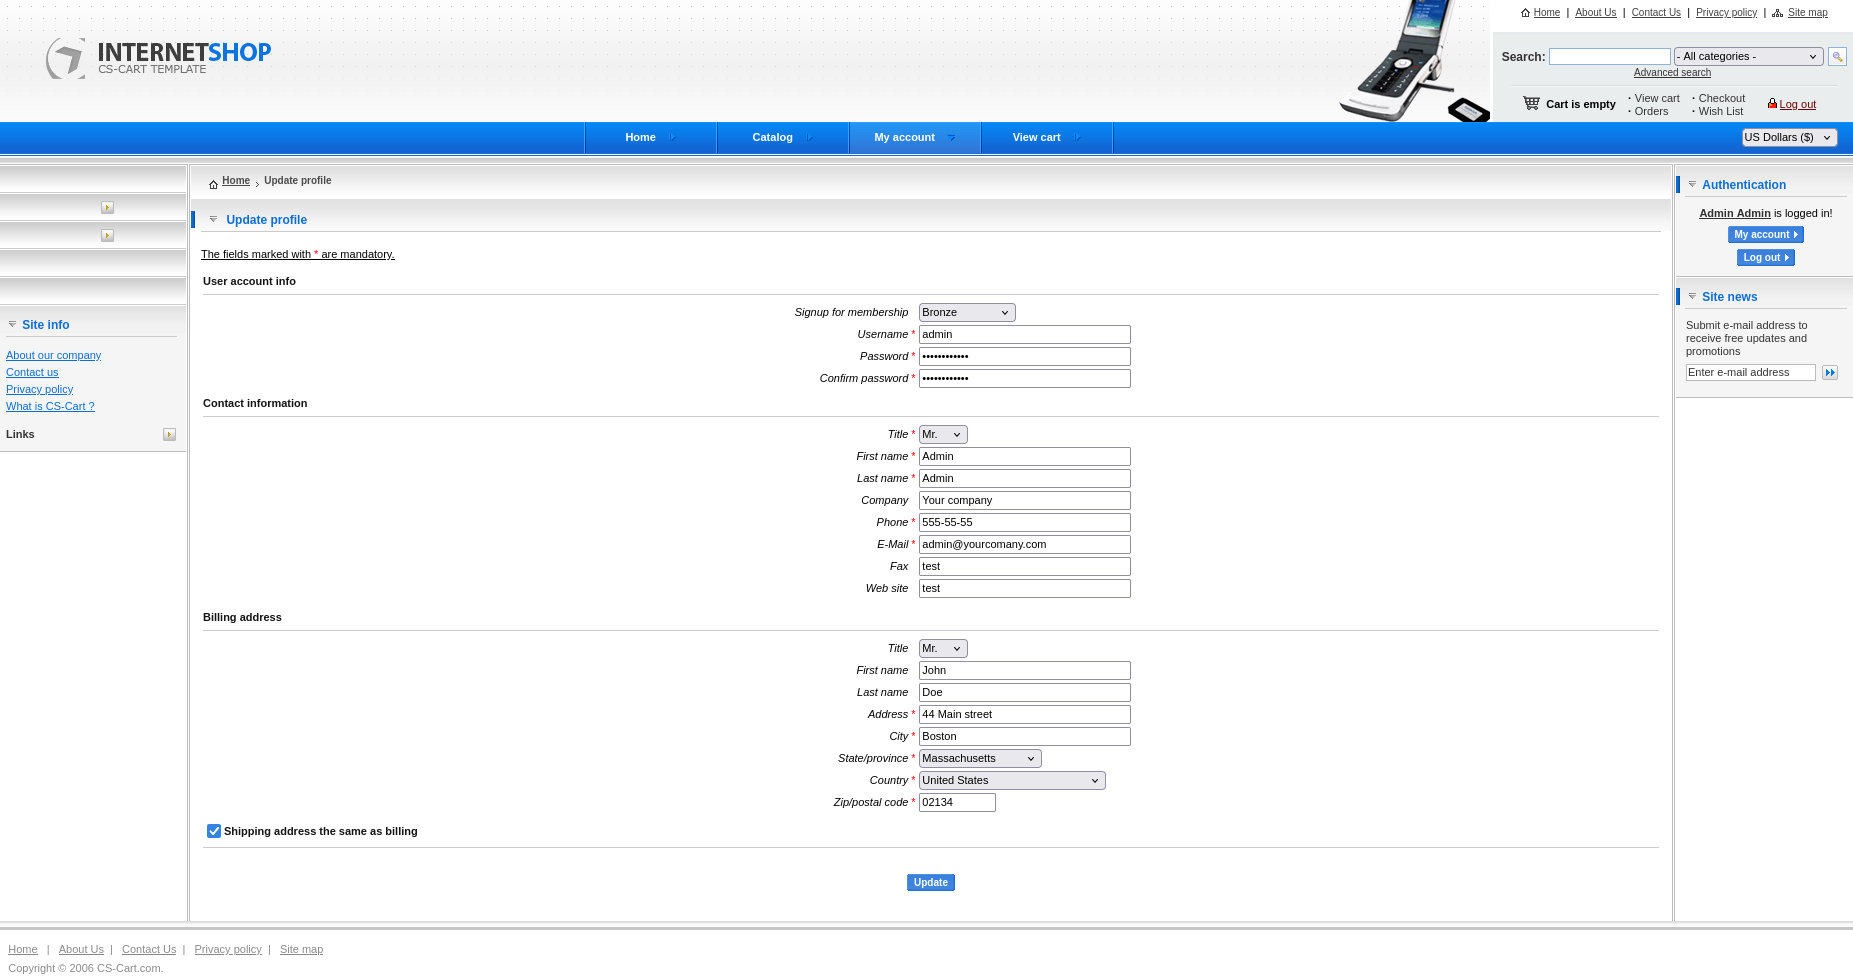 Home | About Us | Contact Us | Privacy policy | Site map
INTERNETSHOP
CS-CART TEMPLATE
Search: - All categories -
Advanced search
Cart is empty
· View cart · Checkout
· Orders · Wish List
Log out
Home Catalog My account View cart US Dollars ($)
Home > Update profile
Update profile
The fields marked with * are mandatory.
User account info
Signup for membership Bronze
Username * admin
Password * ••••••••••••
Confirm password * ••••••••••••
Contact information
Title * Mr.
First name * Admin
Last name * Admin
Company Your company
Phone * 555-55-55
E-Mail * admin@yourcomany.com
Fax test
Web site test
Billing address
Title Mr.
First name John
Last name Doe
Address * 44 Main street
City * Boston
State/province * Massachusetts
Country * United States
Zip/postal code * 02134
Shipping address the same as billing
Update
Site info
About our company
Contact us
Privacy policy
What is CS-Cart ?
Links
Authentication
Admin Admin is logged in!
My account
Log out
Site news
Submit e-mail address to
receive free updates and
promotions
Enter e-mail address
Home | About Us | Contact Us | Privacy policy | Site map
Copyright © 2006 CS-Cart.com.